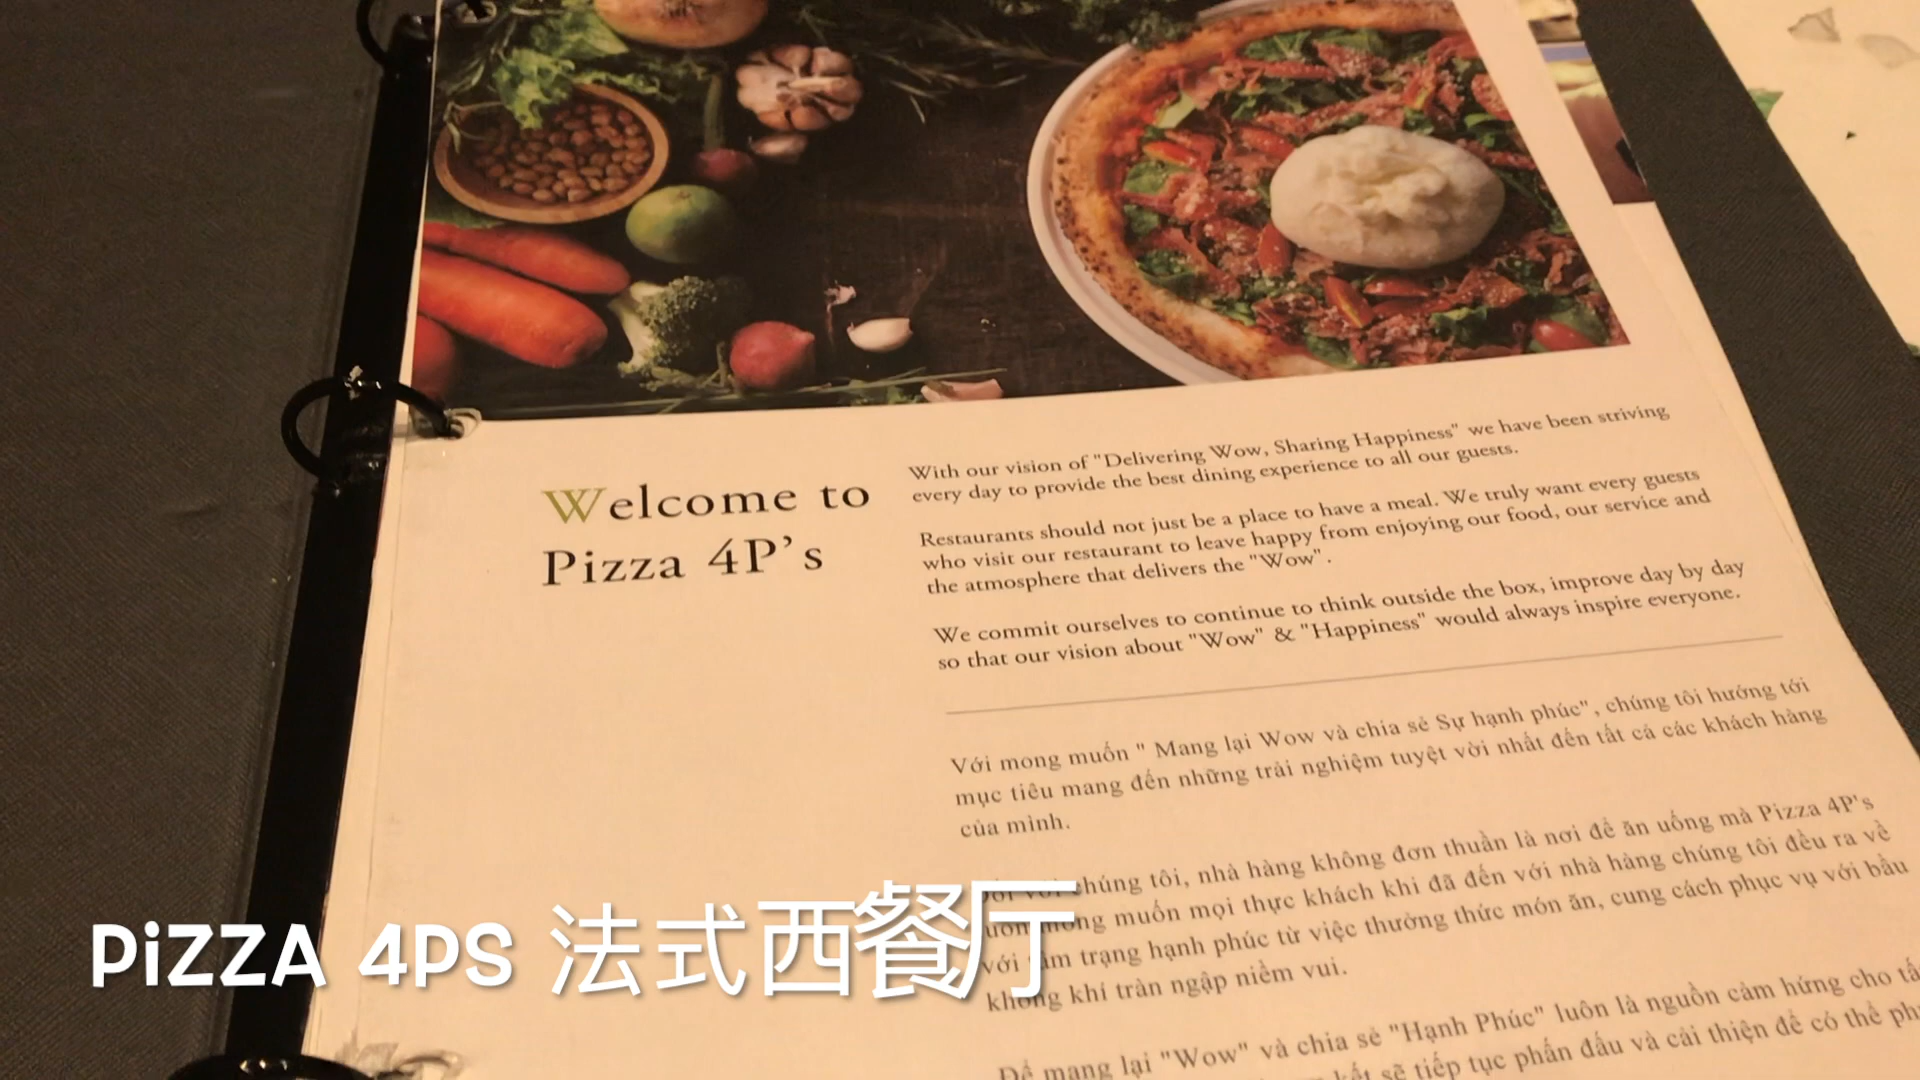 Welcome to
Pizza 4P's
With our vision of "Delivering Wow, Sharing Happiness" we have been striving
every day to provide the best dining experience to all our guests.
Restaurants should not just be a place to have a meal. We truly want every guests
who visit our restaurant to leave happy from enjoying our food, our service and
the atmosphere that delivers the "Wow".
We commit ourselves to continue to think outside the box, improve day by day
so that our vision about "Wow" & "Happiness" would always inspire everyone.
Với mong muốn " Mang lại Wow và chia sẻ Sự hạnh phúc", chúng tôi hướng tới
mục tiêu mang đến những trải nghiệm tuyệt vời nhất đến tất cả các khách hàng
của mình.
chúng tôi, nhà hàng không đơn thuần là nơi để ăn uống mà Pizza 4P's
muốn mọi thực khách khi đã đến với nhà hàng chúng tôi đều ra về
với tâm trạng hạnh phúc từ việc thưởng thức món ăn, cung cách phục vụ với bầu
không khí tràn ngập niềm vui.
Để mang lại "Wow" và chia sẻ "Hạnh Phúc" luôn là nguồn cảm hứng cho
sẽ tiếp tục phấn đấu và cải thiện để có thể
PiZZA 4PS 法式西餐厅